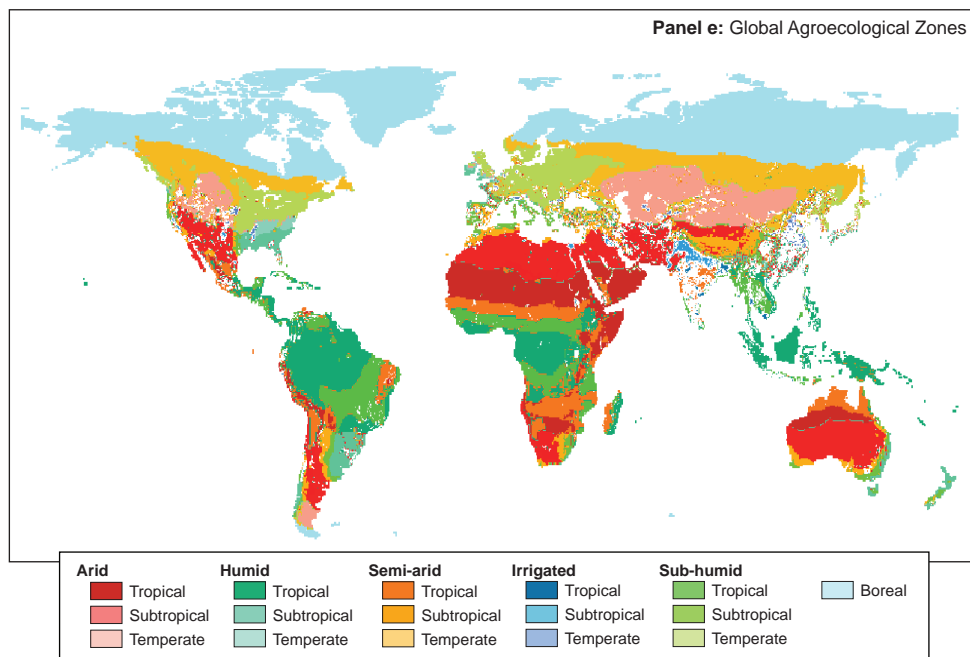 Panel e: Global Agroecological Zones
Arid Humid Semi-arid Irrigated Sub-humid
Tropical Tropical Tropical Tropical Tropical Boreal
Subtropical Subtropical Subtropical Subtropical Subtropical
Temperate Temperate Temperate Temperate Temperate